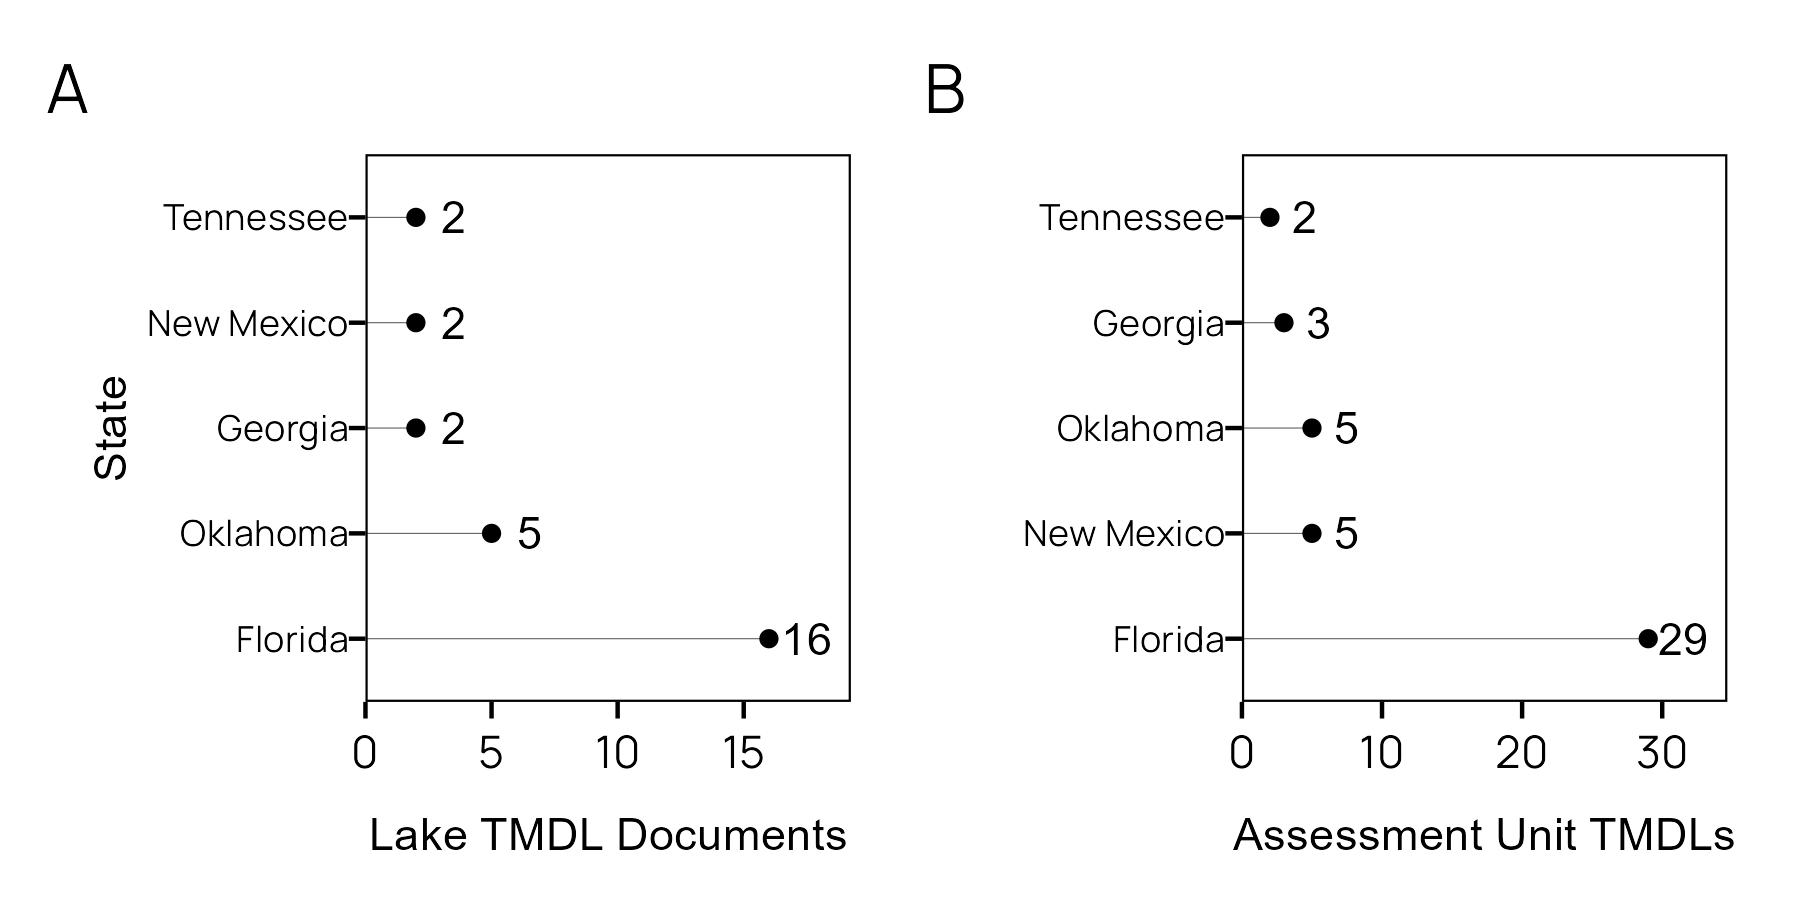 A
State
Tennessee 2
New Mexico 2
Georgia 2
Oklahoma 5
Florida 16
0 5 10 15
Lake TMDL Documents
B
Tennessee 2
Georgia 3
Oklahoma 5
New Mexico 5
Florida 29
0 10 20 30
Assessment Unit TMDLs